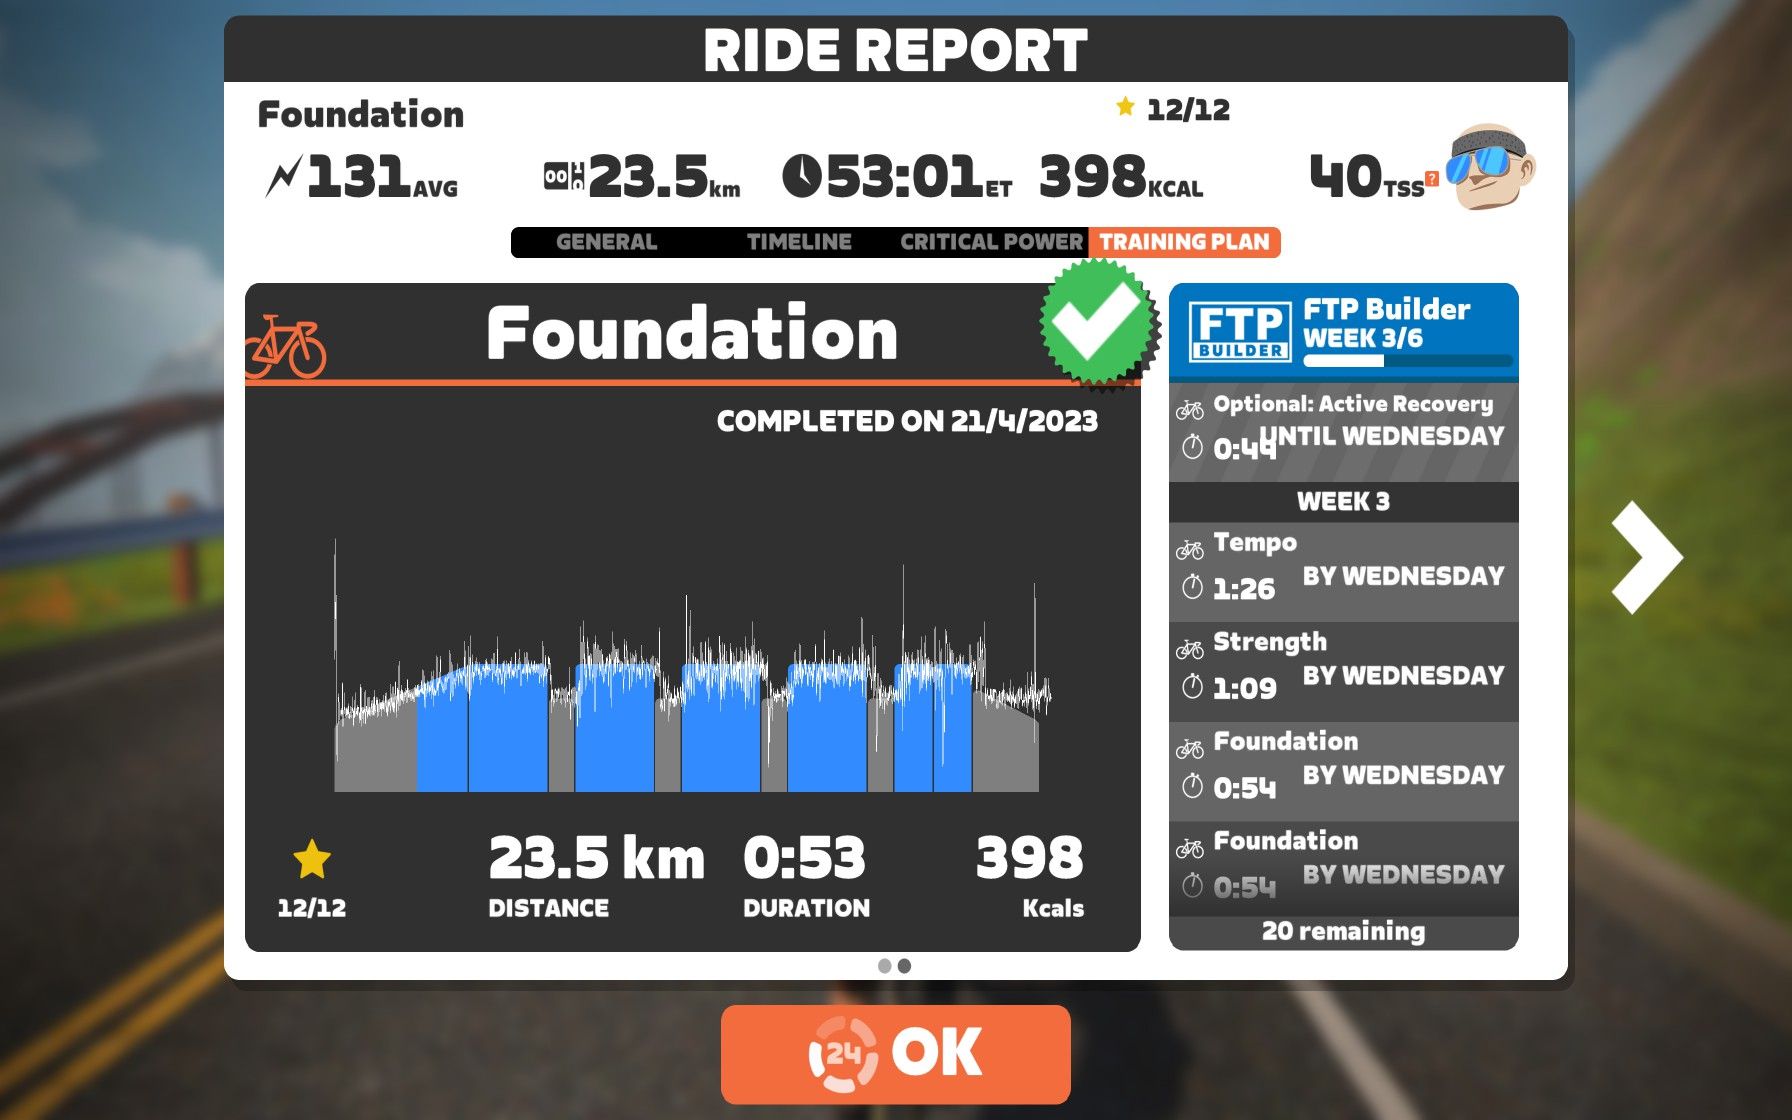 RIDE REPORT
Foundation
12/12
131AVG
23.5km
53:01ET
398KCAL
40TSS?
GENERAL
TIMELINE
CRITICAL POWER
TRAINING PLAN
Foundation
COMPLETED ON 21/4/2023
12/12
23.5 km
DISTANCE
0:53
DURATION
398
Kcals
FTP
BUILDER
FTP Builder
WEEK 3/6
Optional: Active Recovery
UNTIL WEDNESDAY
0:44
WEEK 3
Tempo
BY WEDNESDAY
1:26
Strength
BY WEDNESDAY
1:09
Foundation
BY WEDNESDAY
0:54
Foundation
BY WEDNESDAY
0:54
20 remaining
24 OK